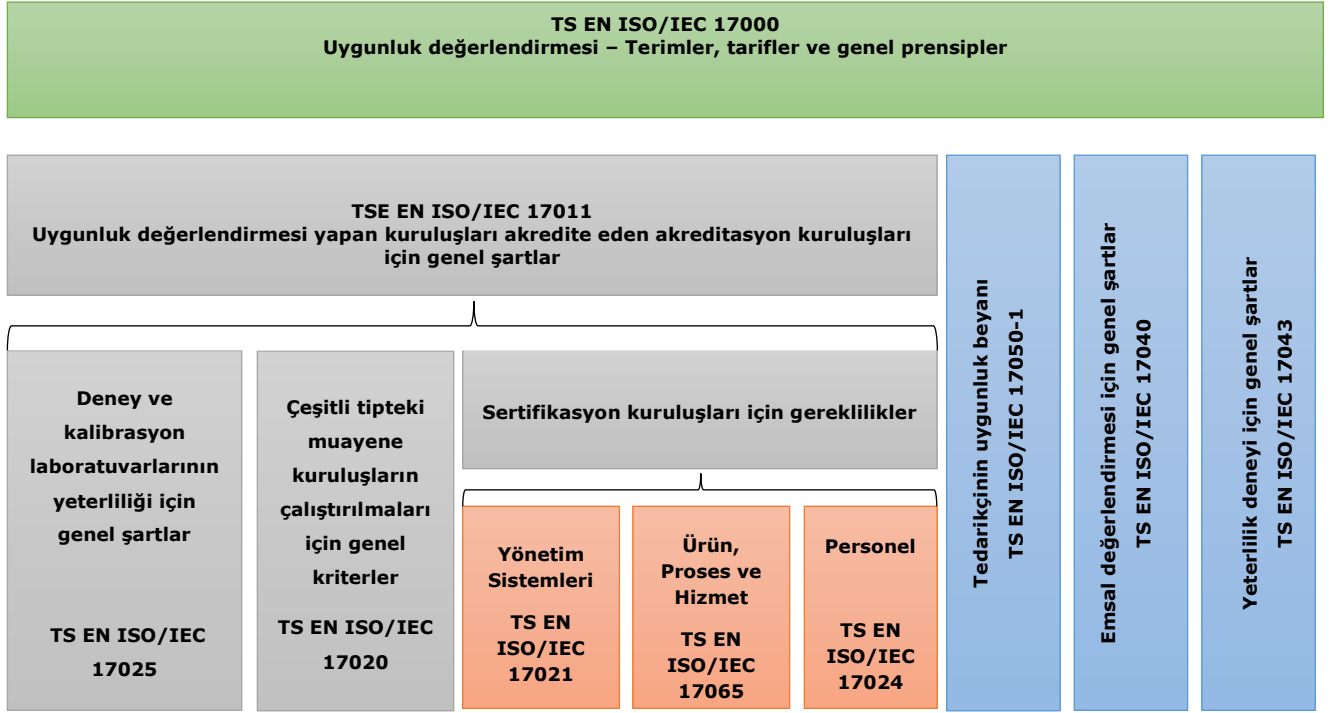 TS EN ISO/IEC 17000
Uygunluk değerlendirmesi – Terimler, tarifler ve genel prensipler
TSE EN ISO/IEC 17011
Uygunluk değerlendirmesi yapan kuruluşları akredite eden akreditasyon kuruluşları
için genel şartlar
Deney ve
kalibrasyon
laboratuvarlarının
yeterliliği için
genel şartlar
TS EN ISO/IEC
17025
Çeşitli tipteki
muayene
kuruluşların
çalıştırılmaları
için genel
kriterler
TS EN ISO/IEC
17020
Sertifikasyon kuruluşları için gereklilikler
Yönetim
Sistemleri
TS EN
ISO/IEC
17021
Ürün,
Proses ve
Hizmet
TS EN
ISO/IEC
17065
Personel
TS EN
ISO/IEC
17024
Tedarikçinin uygunluk beyanı
TS EN ISO/IEC 17050-1
Emsal değerlendirmesi için genel şartlar
TS EN ISO/IEC 17040
Yeterlilik deneyi için genel şartlar
TS EN ISO/IEC 17043